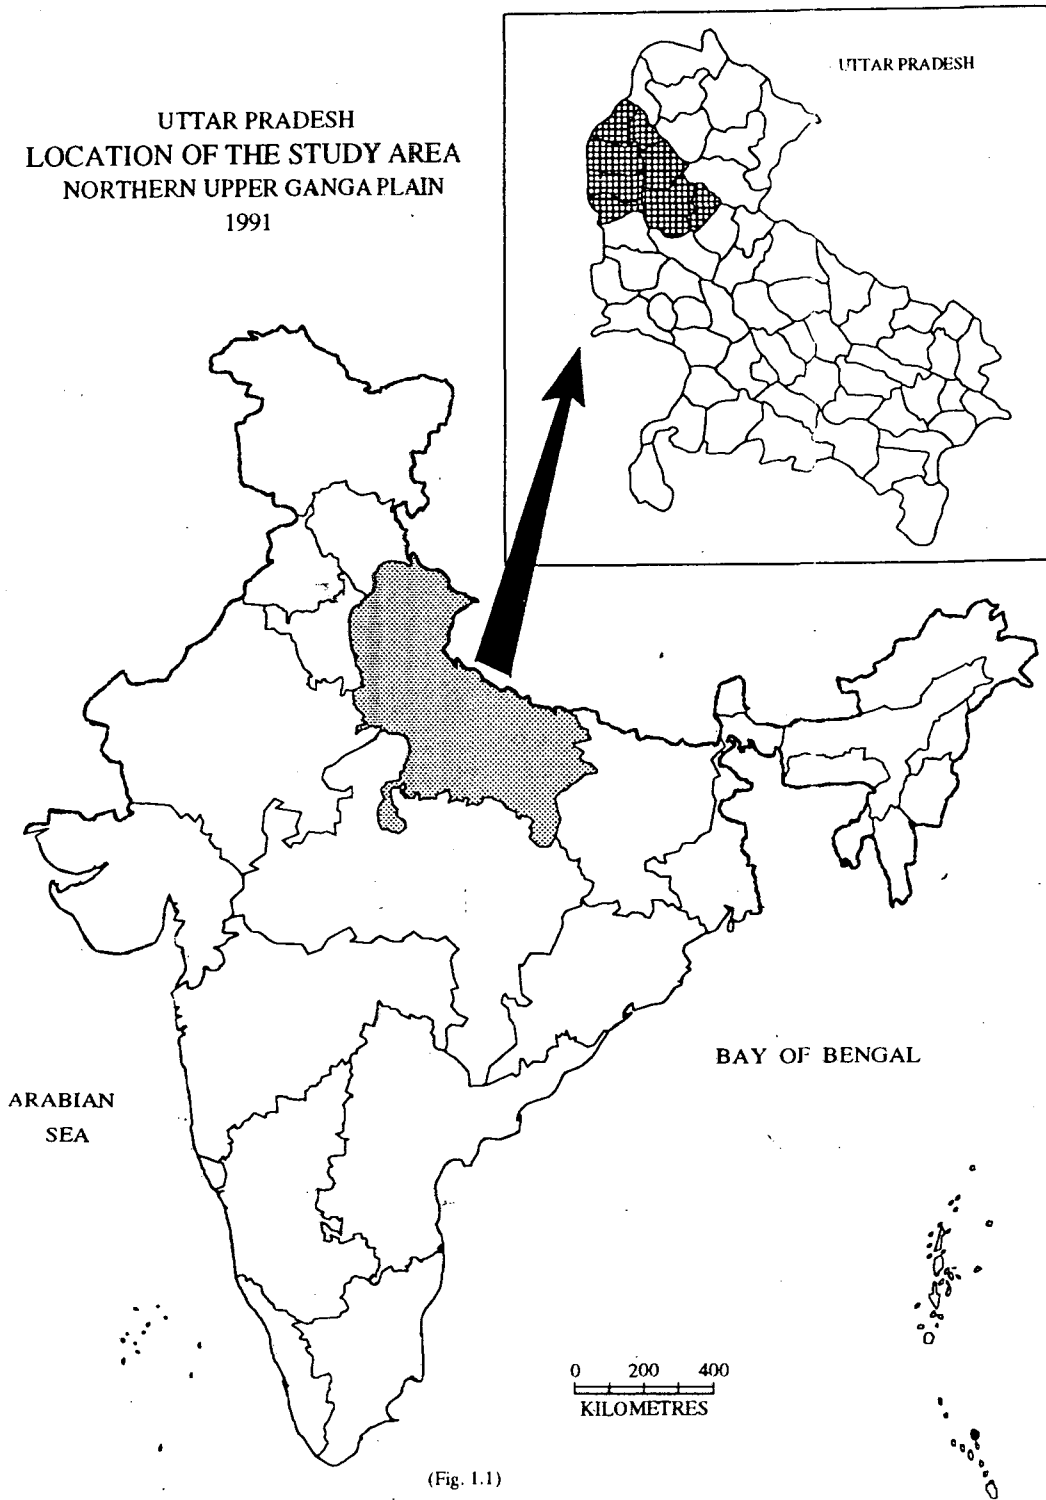 UTTAR PRADESH
LOCATION OF THE STUDY AREA
NORTHERN UPPER GANGA PLAIN
1991
UTTAR PRADESH
BAY OF BENGAL
ARABIAN
SEA
0 200 400
KILOMETRES
(Fig. 1.1)